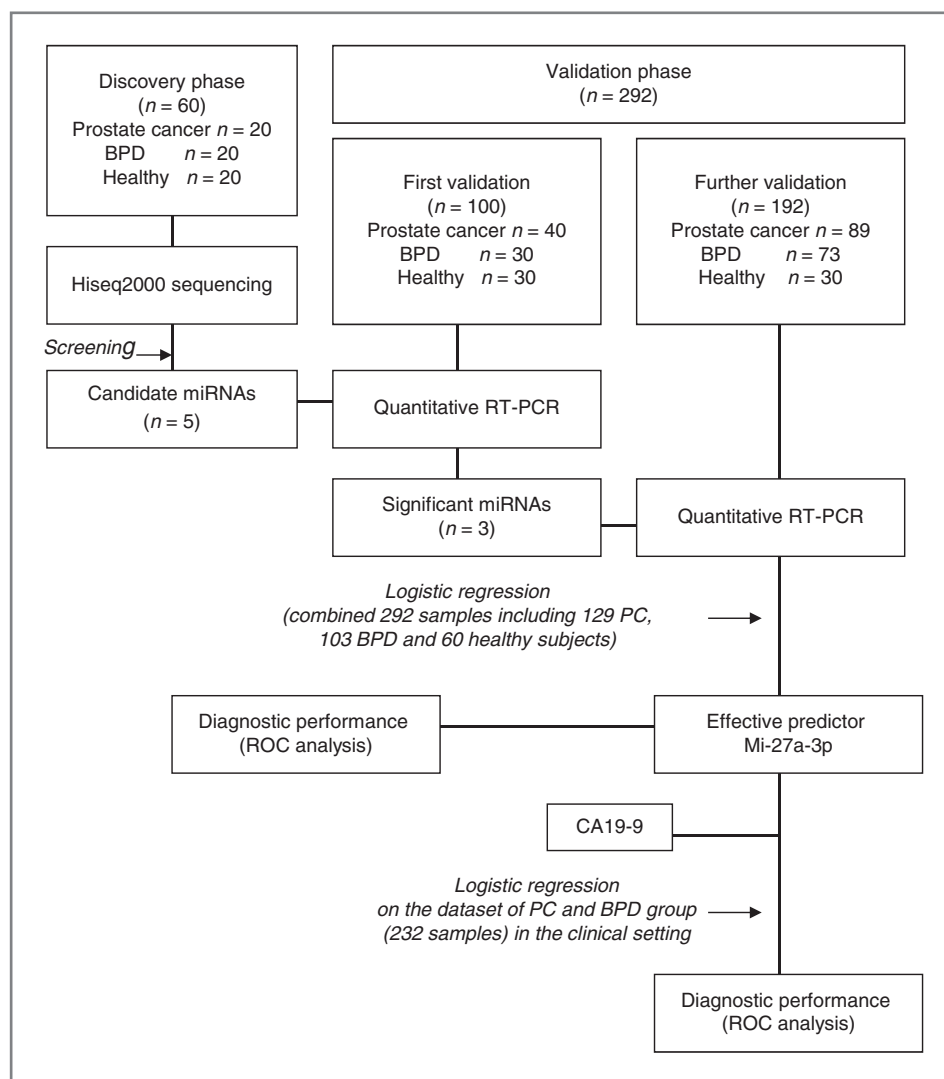 Discovery phase
(n = 60)
Prostate cancer n = 20
BPD n = 20
Healthy n = 20
Validation phase
(n = 292)
First validation
(n = 100)
Prostate cancer n = 40
BPD n = 30
Healthy n = 30
Further validation
(n = 192)
Prostate cancer n = 89
BPD n = 73
Healthy n = 30
Hiseq2000 sequencing
Screening
Candidate miRNAs
(n = 5)
Quantitative RT-PCR
Significant miRNAs
(n = 3)
Quantitative RT-PCR
Logistic regression
(combined 292 samples including 129 PC,
103 BPD and 60 healthy subjects)
Diagnostic performance
(ROC analysis)
Effective predictor
Mi-27a-3p
CA19-9
Logistic regression
on the dataset of PC and BPD group
(232 samples) in the clinical setting
Diagnostic performance
(ROC analysis)